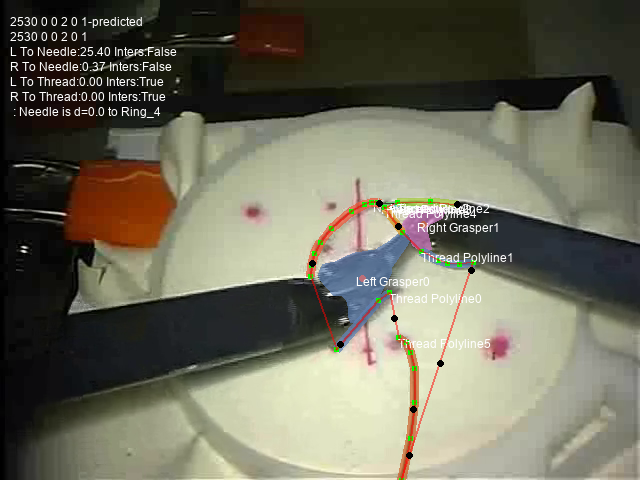 2530 0 0 2 0 1-predicted
2530 0 0 2 0 1
L To Needle:25.40 Inters:False
R To Needle:0.37 Inters:False
L To Thread:0.00 Inters:True
R To Thread:0.00 Inters:True
: Needle is d=0.0 to Ring_4
Thread Polyline4
Right Grasper1
Thread Polyline1
Left Grasper0
Thread Polyline0
Thread Polyline5